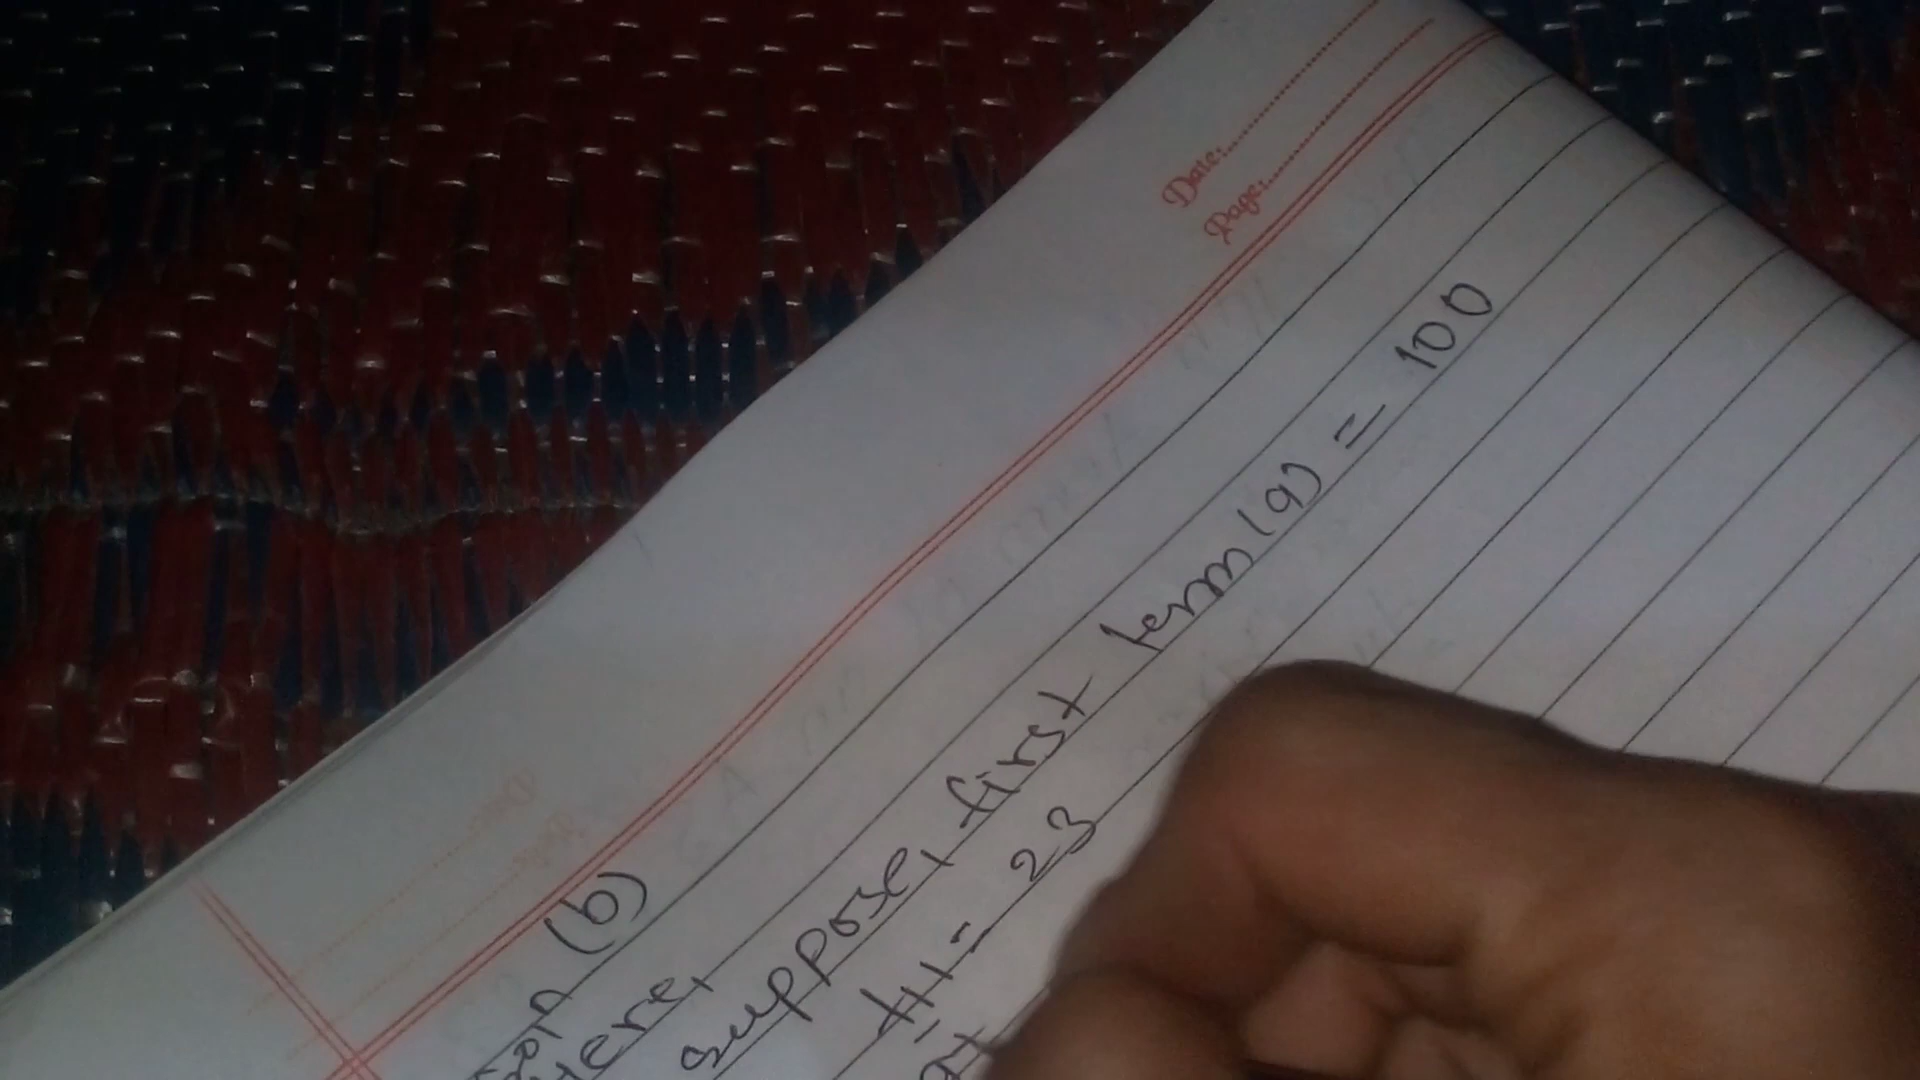 Date:
Page:
Soln (b)
Here,
suppose, first term (a) = 100
t11 = 23